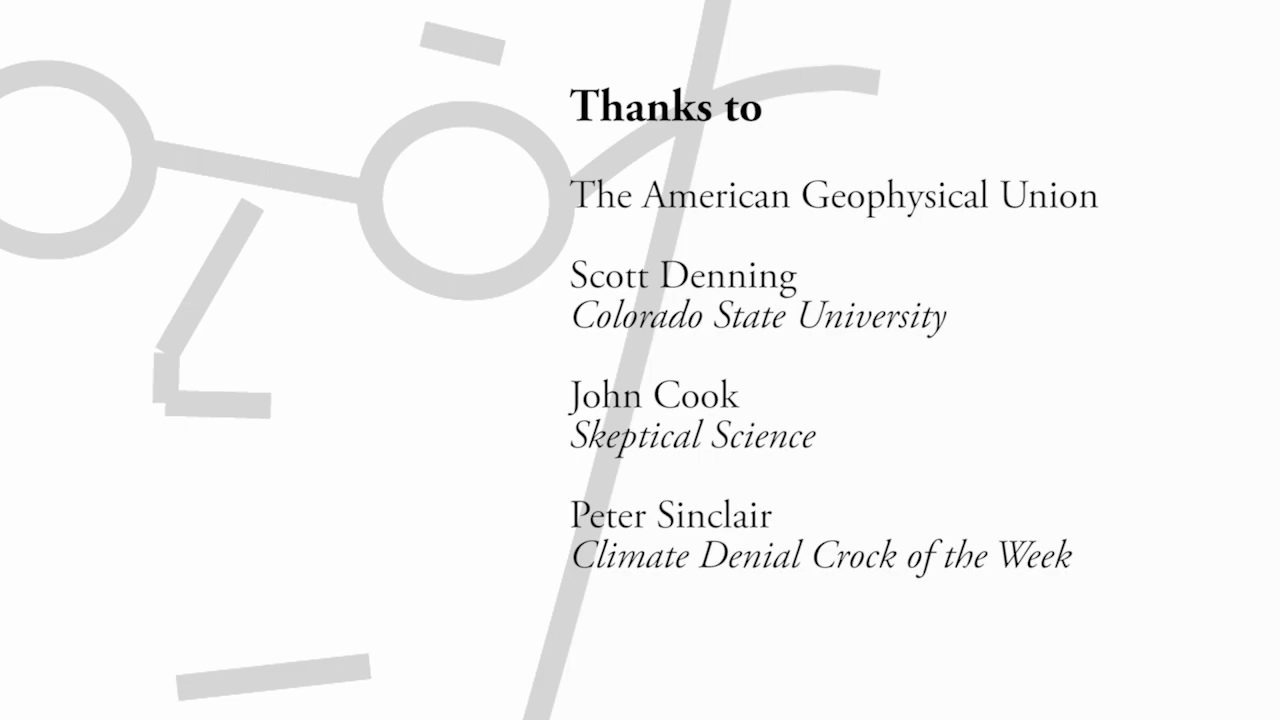 Thanks to
The American Geophysical Union
Scott Denning
Colorado State University
John Cook
Skeptical Science
Peter Sinclair
Climate Denial Crock of the Week